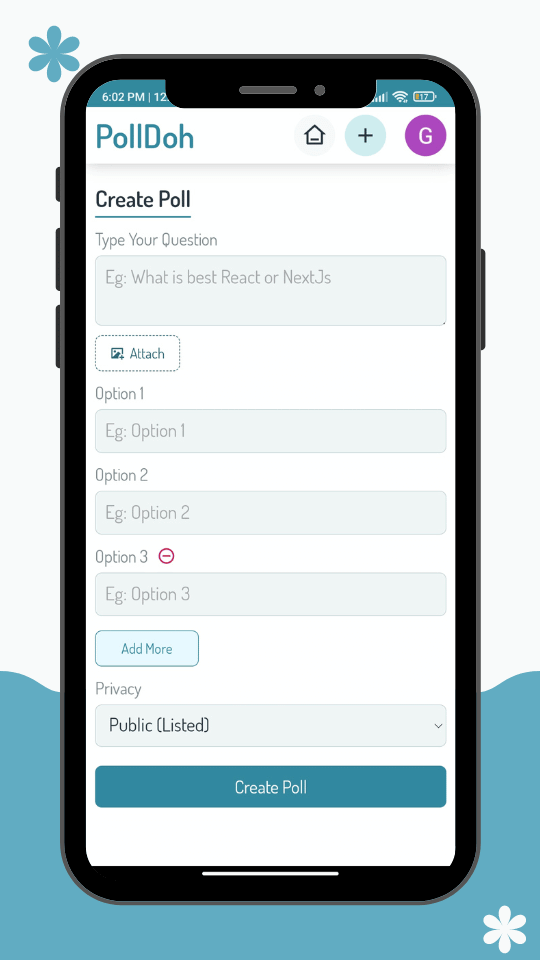 6:02 PM | 12.
17
PollDoh
G
Create Poll
Type Your Question
Eg: What is best React or NextJs
Attach
Option 1
Eg: Option 1
Option 2
Eg: Option 2
Option 3
Eg: Option 3
Add More
Privacy
Public (Listed)
Create Poll